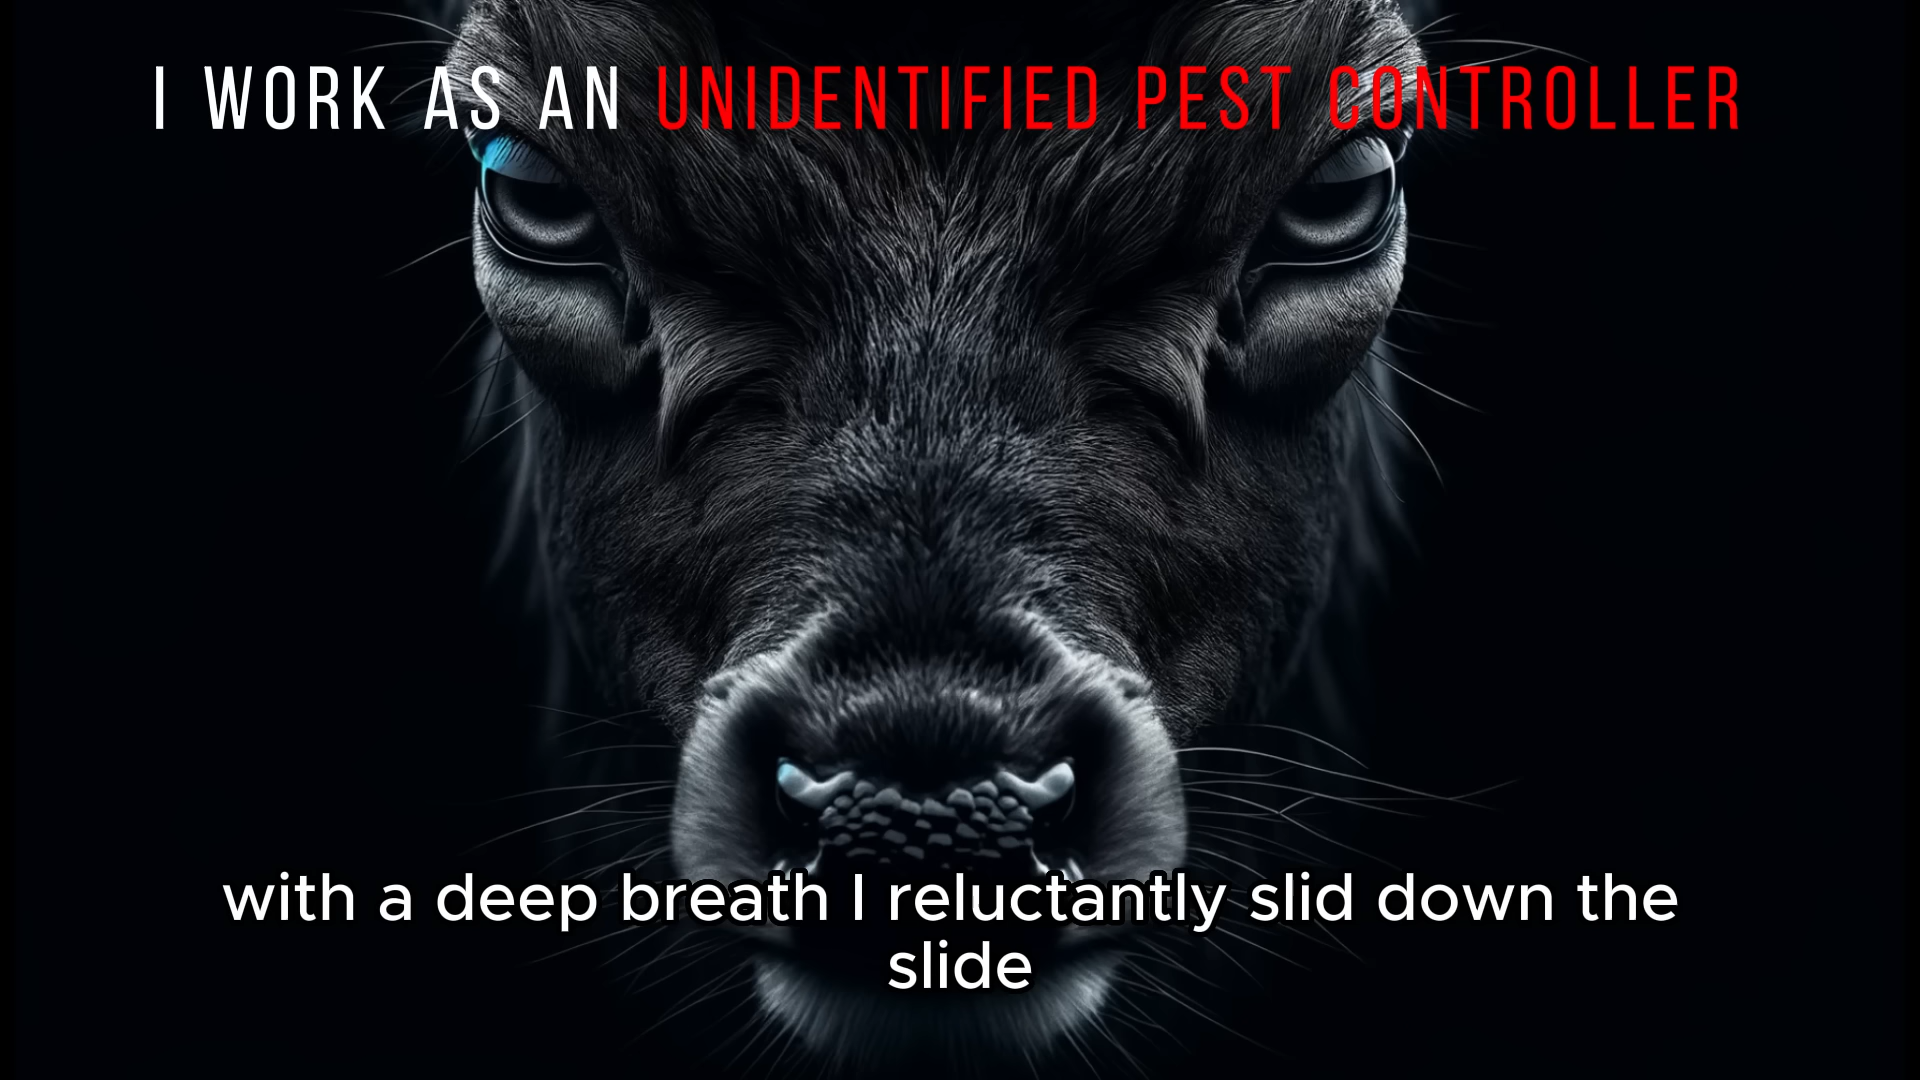 I WORK AS AN UNIDENTIFIED PEST CONTROLLER
with a deep breath I reluctantly slid down the
slide